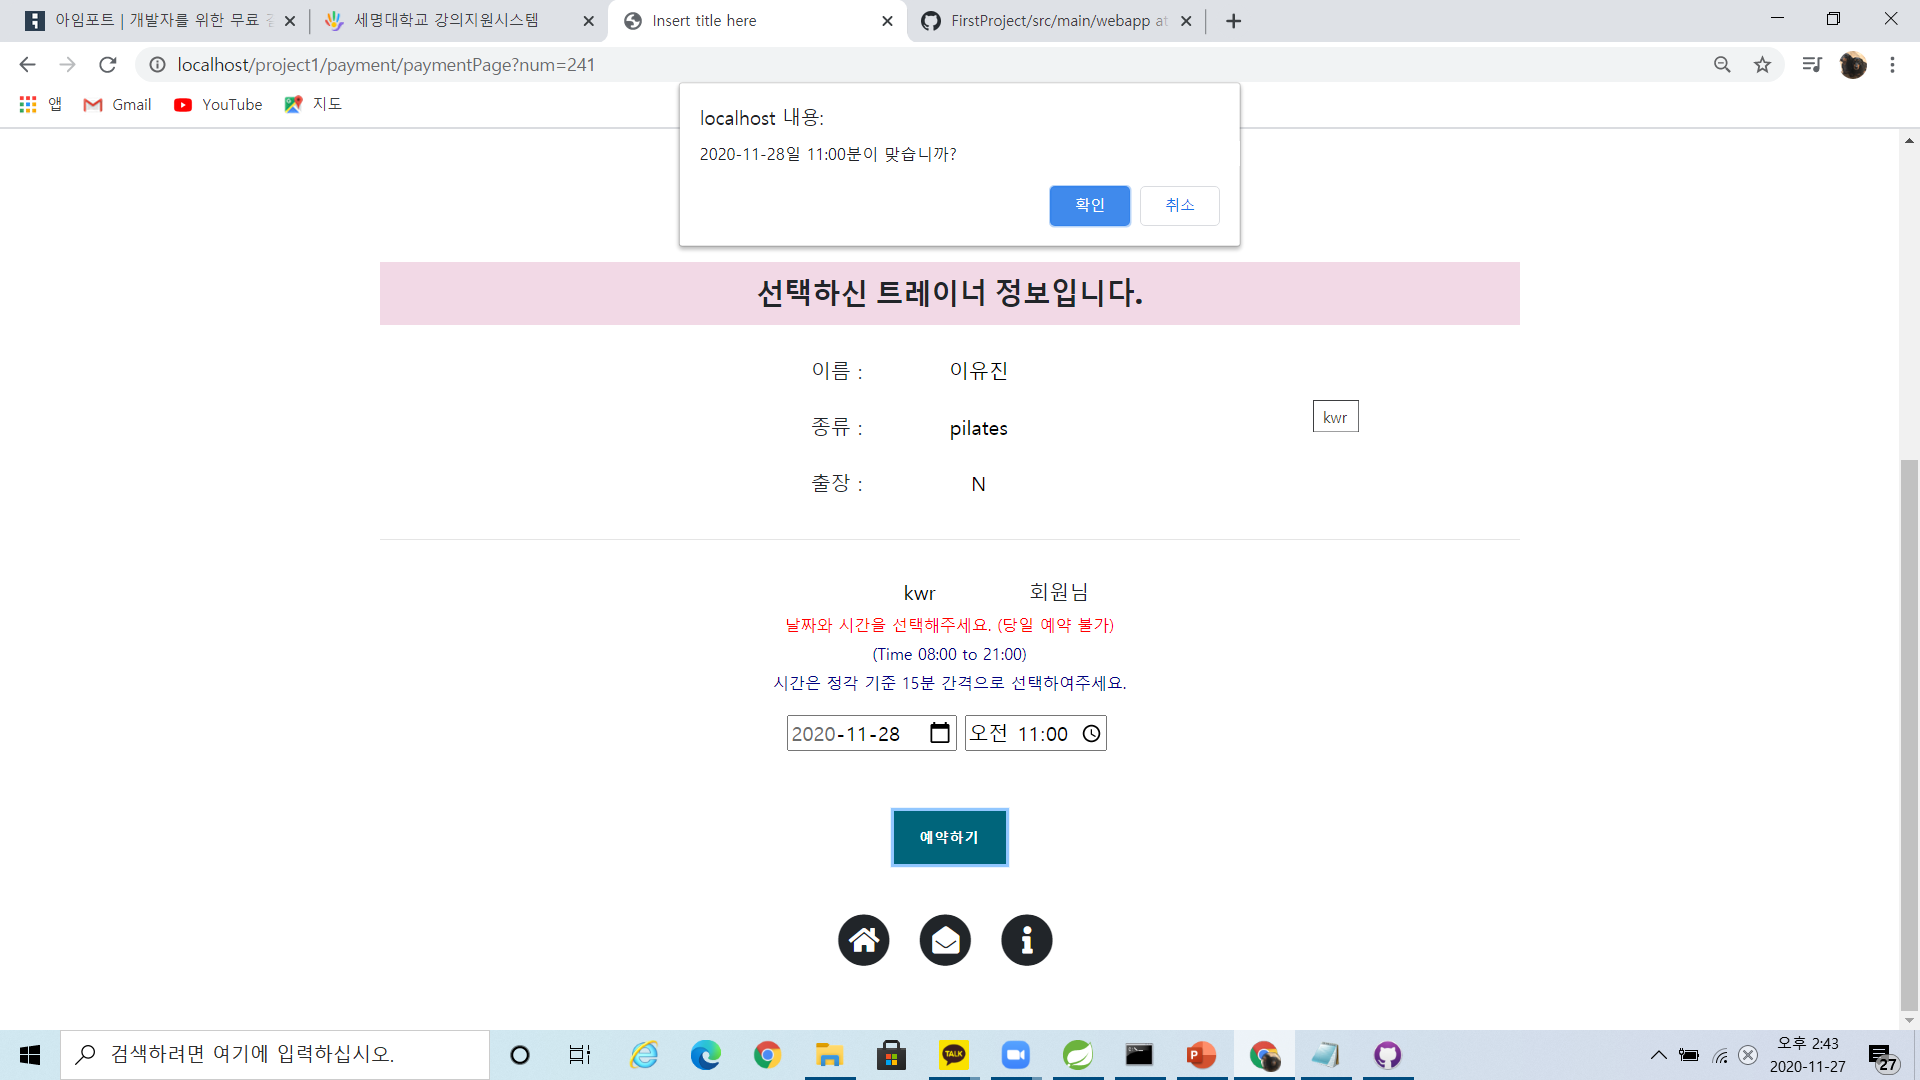 아임포트 | 개발자를 위한 무료
세명대학교 강의지원시스템
Insert title here
FirstProject/src/main/webapp at
localhost/project1/payment/paymentPage?num=241
앱
Gmail
YouTube
지도
localhost 내용:
2020-11-28일 11:00분이 맞습니까?
확인
취소
선택하신 트레이너 정보입니다.
이름 : 이유진
종류 : pilates
kwr
출장 : N
kwr 회원님
날짜와 시간을 선택해주세요. (당일 예약 불가)
(Time 08:00 to 21:00)
시간은 정각 기준 15분 간격으로 선택하여주세요.
2020-11-28 오전 11:00
예약하기
검색하려면 여기에 입력하십시오.
TALK
오후 2:43
2020-11-27
27